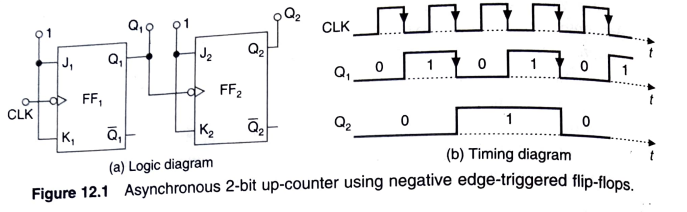 1
Q1
1
Q2
J1
Q1
FF1
K1
Q̅1
CLK
J2
Q2
FF2
K2
Q̅2
(a) Logic diagram
CLK
t
Q1
0 1 0 1 0 1
t
Q2
0 1 0
t
(b) Timing diagram
Figure 12.1 Asynchronous 2-bit up-counter using negative edge-triggered flip-flops.